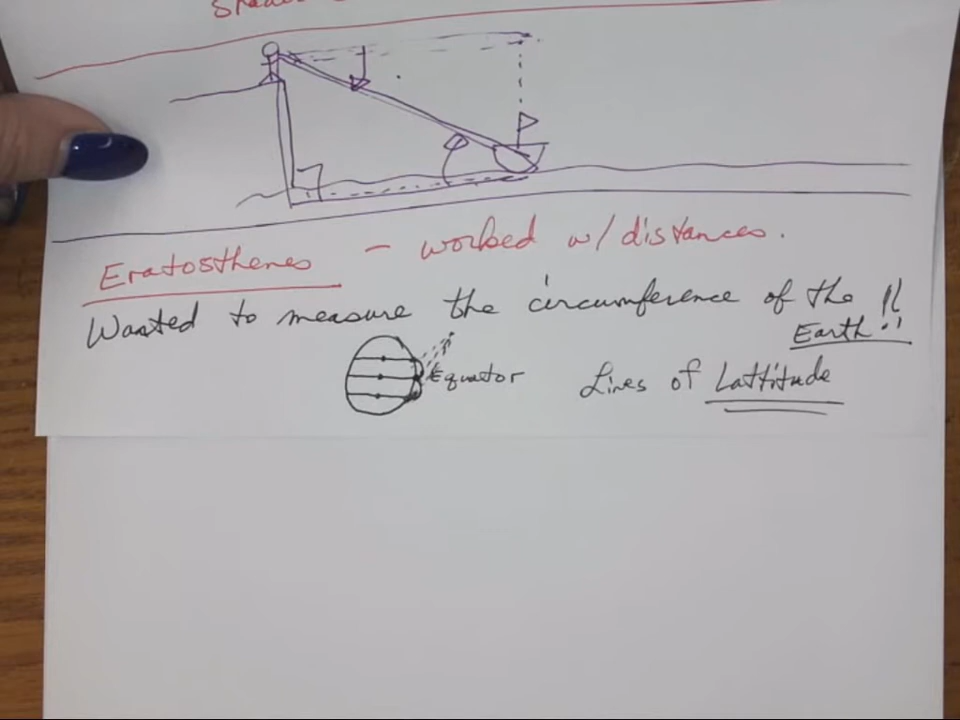 Eratosthenes - worked w/distances.
Wanted to measure the circumference of the
Earth!!
Equator
Lines of Lattitude